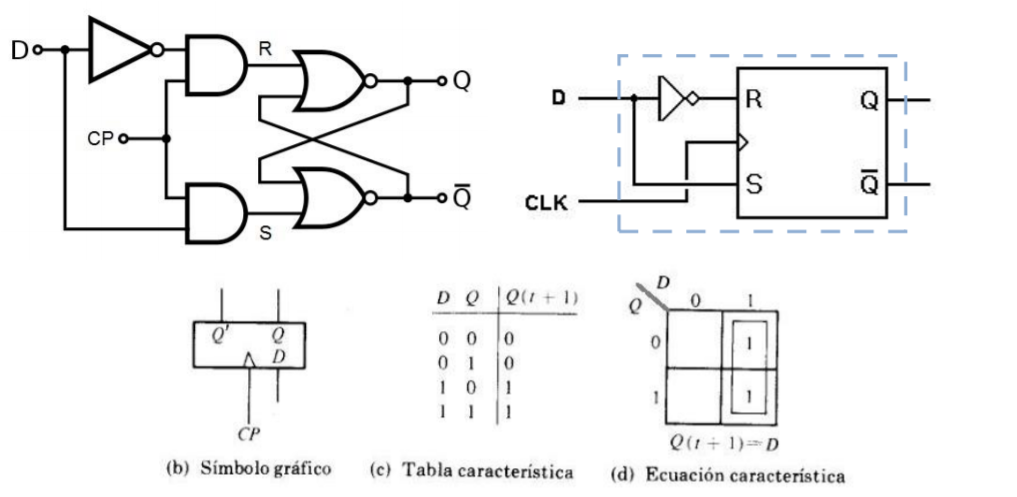 D
R
Q
CP
S
Q̅
D
R
Q
S
Q̅
CLK
Q' Q
D
CP
(b) Símbolo gráfico
D Q Q(t + 1)
0 0 0
0 1 0
1 0 1
1 1 1
(c) Tabla característica
D
Q 0 1
0 1
1 1
Q(t + 1)=D
(d) Ecuación característica